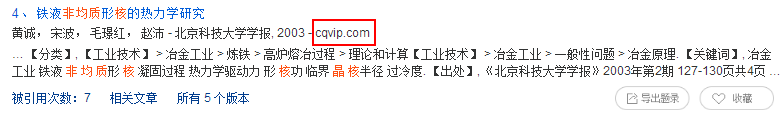 4、 铁液非均质形核的热力学研究
黄诚， 宋波， 毛璟红， 赵沛 - 北京科技大学学报, 2003 - cqvip.com
... 【分类】,【工业技术】 > 冶金工业 > 炼铁 > 高炉熔冶过程 > 理论和计算【工业技术】 > 冶金工业 > 一般性问题 > 冶金原理.【关键词】, 冶
金工业 铁液 非 均 质 形 核 凝固过程 热力学驱动力 形 核 功 临界 晶 核 半径 过冷度.【出处】,《北京科技大学学报》2003年第2期 127-130页共4页 ...
被引用次数：7 相关文章 所有 5 个版本 导出题录 收藏